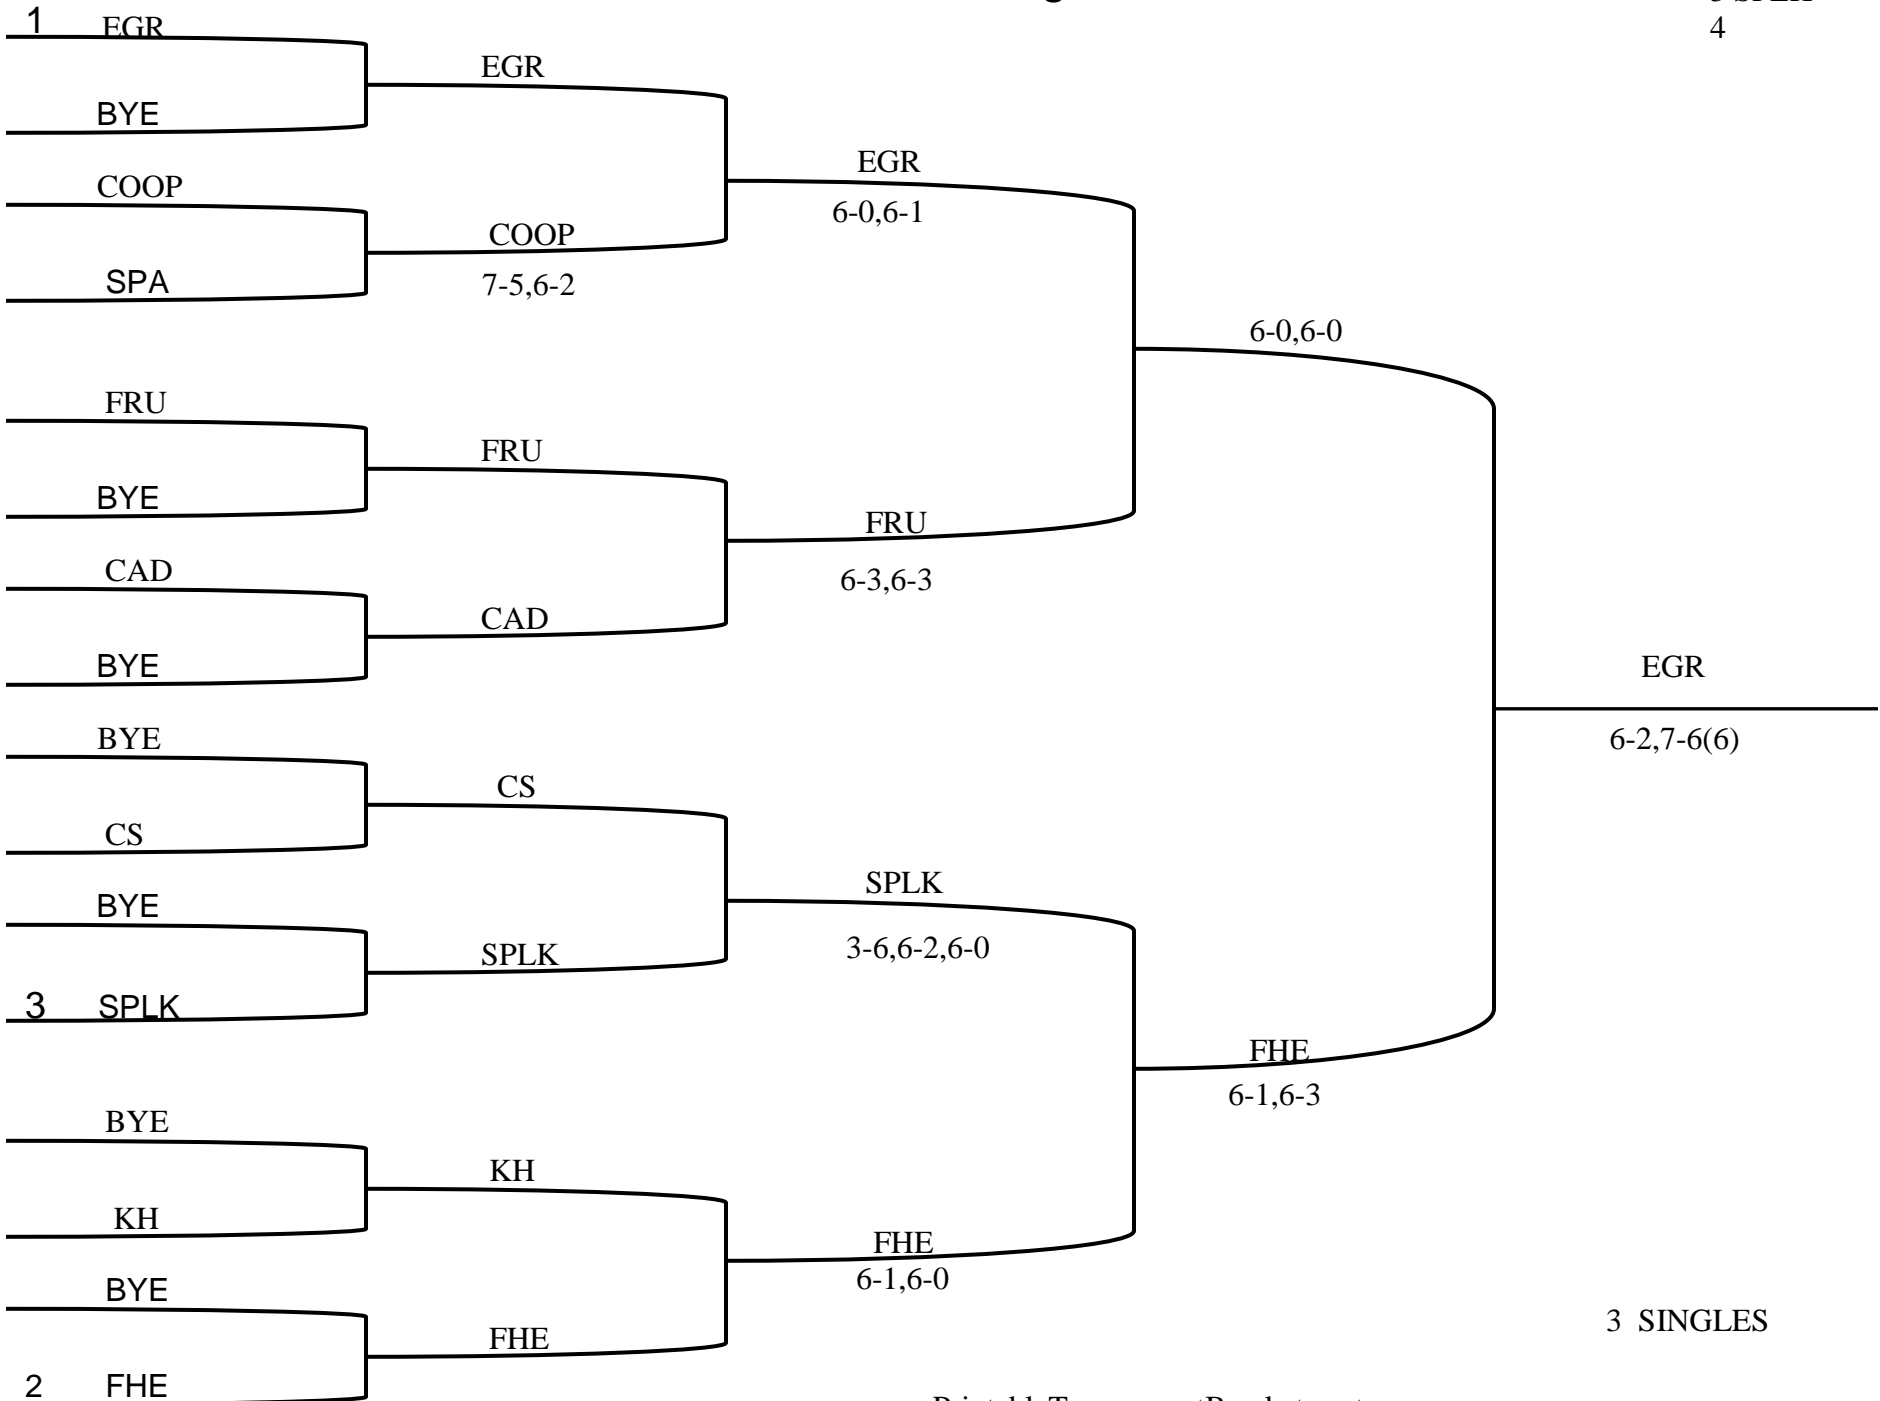 4
1 EGR
EGR
BYE
EGR
COOP
6-0,6-1
COOP
SPA
7-5,6-2
6-0,6-0
FRU
FRU
BYE
FRU
CAD
6-3,6-3
CAD
BYE
EGR
BYE
6-2,7-6(6)
CS
CS
SPLK
BYE
3-6,6-2,6-0
SPLK
3 SPLK
FHE
6-1,6-3
BYE
KH
KH
FHE
6-1,6-0
BYE
3 SINGLES
FHE
2 FHE